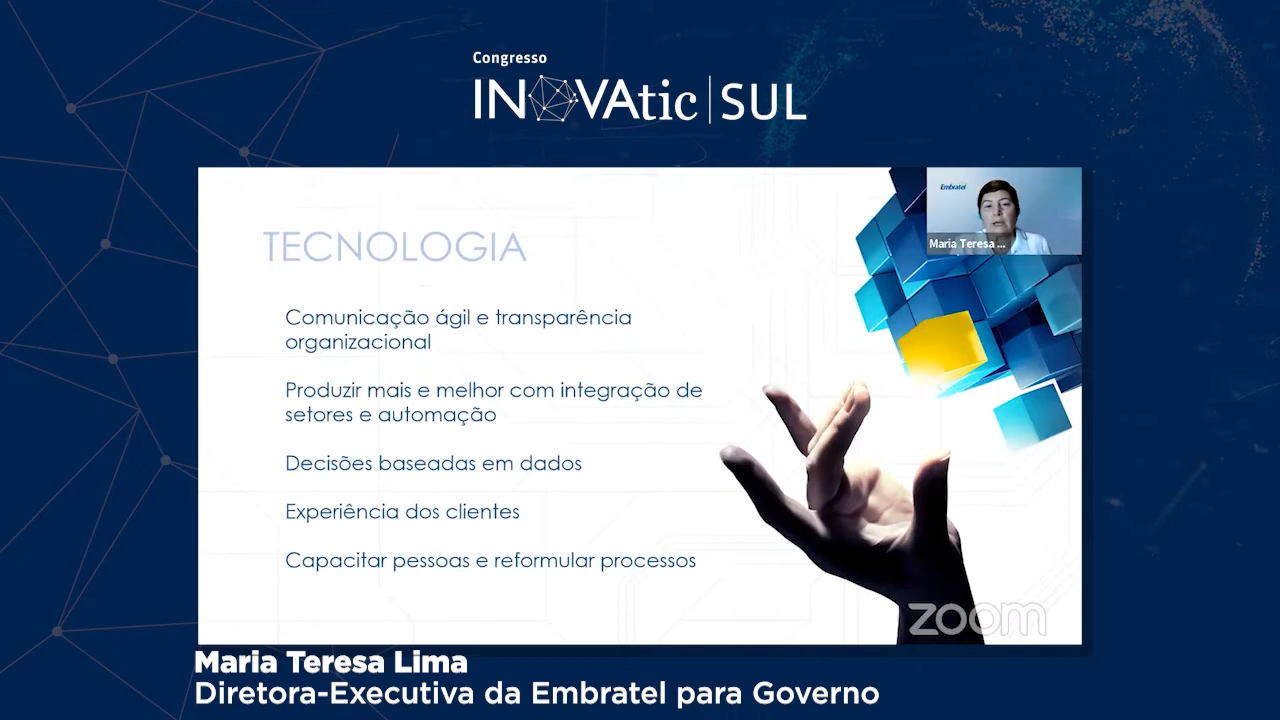 Congresso
INOVAtic | SUL
Embratel
Maria Teresa ...
TECNOLOGIA
Comunicação ágil e transparência
organizacional
Produzir mais e melhor com integração de
setores e automação
Decisões baseadas em dados
Experiência dos clientes
Capacitar pessoas e reformular processos
zoom
Maria Teresa Lima
Diretora-Executiva da Embratel para Governo